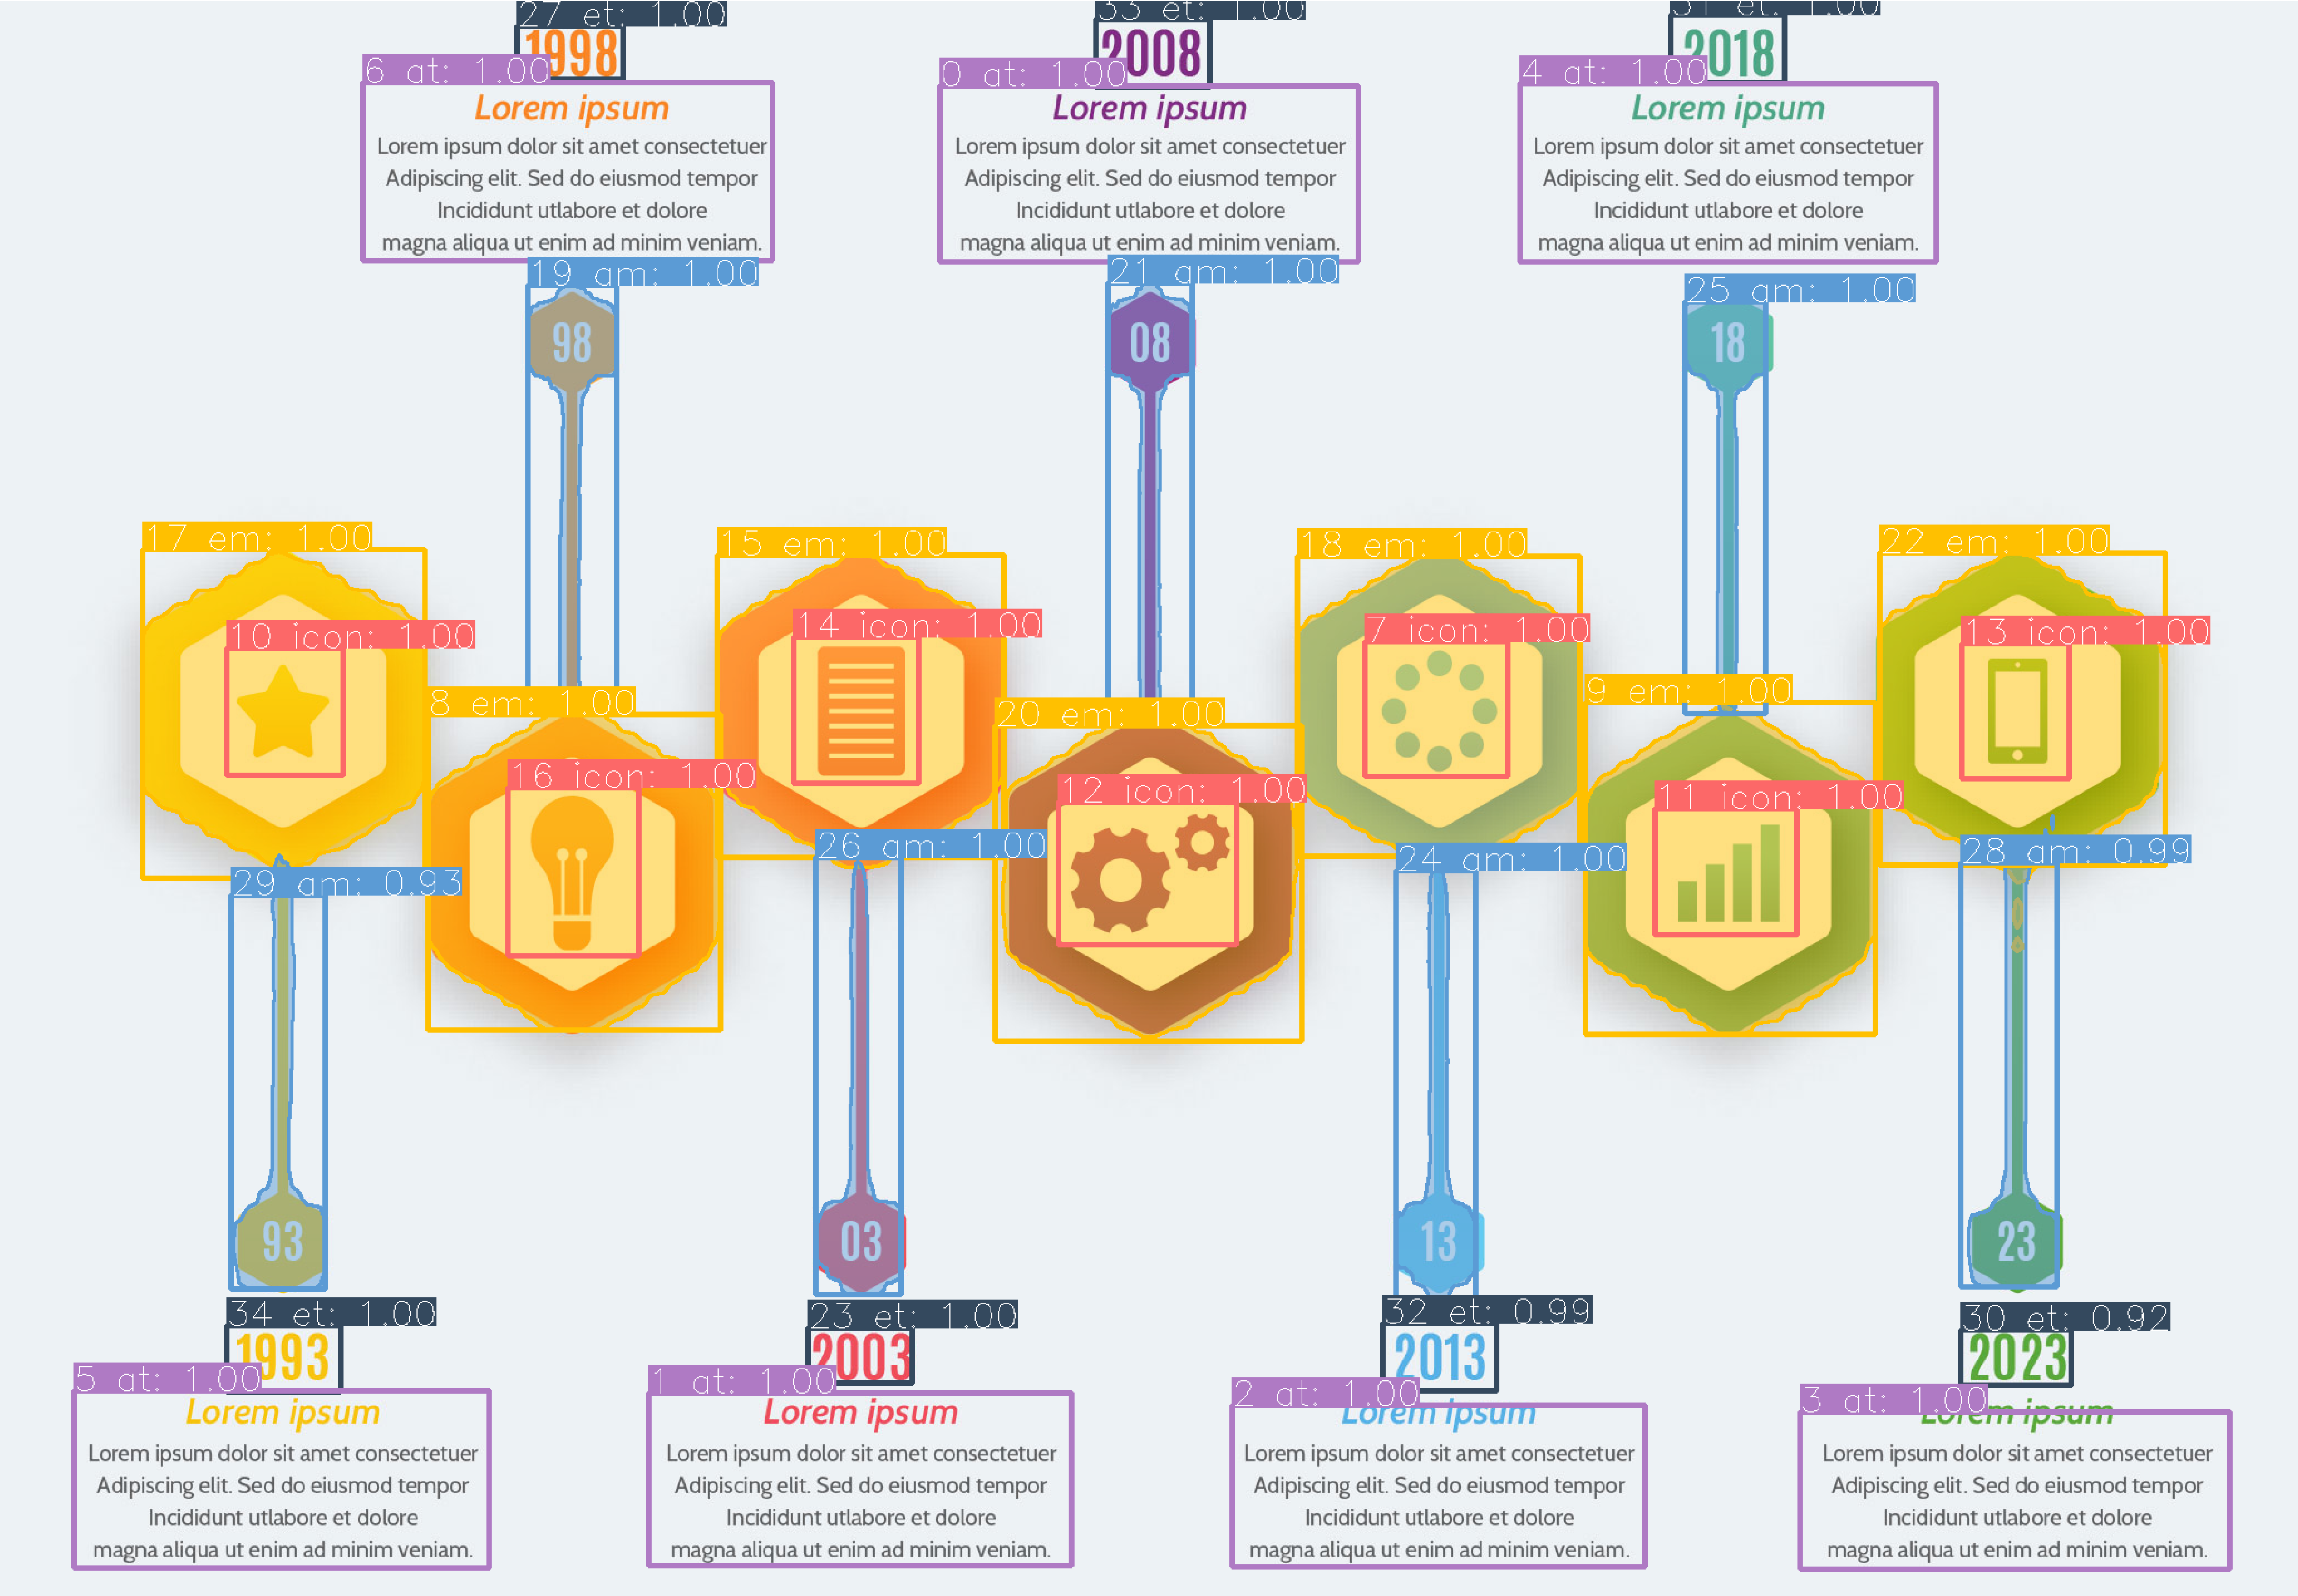 27 et: 1.00
1998
6 at: 1.00
Lorem ipsum
Lorem ipsum dolor sit amet consectetuer
Adipiscing elit. Sed do eiusmod tempor
Incididunt utlabore et dolore
magna aliqua ut enim ad minim veniam.
19 am: 1.00
98
33 et: 1.00
2008
0 at: 1.00
Lorem ipsum
Lorem ipsum dolor sit amet consectetuer
Adipiscing elit. Sed do eiusmod tempor
Incididunt utlabore et dolore
magna aliqua ut enim ad minim veniam.
21 am: 1.00
08
31 et: 1.00
2018
4 at: 1.00
Lorem ipsum
Lorem ipsum dolor sit amet consectetuer
Adipiscing elit. Sed do eiusmod tempor
Incididunt utlabore et dolore
magna aliqua ut enim ad minim veniam.
25 am: 1.00
18
17 em: 1.00
10 icon: 1.00
8 em: 1.00
16 icon: 1.00
15 em: 1.00
14 icon: 1.00
20 em: 1.00
12 icon: 1.00
18 em: 1.00
7 icon: 1.00
9 em: 1.00
11 icon: 1.00
22 em: 1.00
13 icon: 1.00
29 am: 0.93
93
34 et: 1.00
1993
5 at: 1.00
Lorem ipsum
Lorem ipsum dolor sit amet consectetuer
Adipiscing elit. Sed do eiusmod tempor
Incididunt utlabore et dolore
magna aliqua ut enim ad minim veniam.
26 am: 1.00
03
23 et: 1.00
2003
1 at: 1.00
Lorem ipsum
Lorem ipsum dolor sit amet consectetuer
Adipiscing elit. Sed do eiusmod tempor
Incididunt utlabore et dolore
magna aliqua ut enim ad minim veniam.
24 am: 1.00
13
32 et: 0.99
2013
2 at: 1.00
Lorem ipsum
Lorem ipsum dolor sit amet consectetuer
Adipiscing elit. Sed do eiusmod tempor
Incididunt utlabore et dolore
magna aliqua ut enim ad minim veniam.
28 am: 0.99
23
30 et: 0.92
2023
3 at: 1.00
Lorem ipsum
Lorem ipsum dolor sit amet consectetuer
Adipiscing elit. Sed do eiusmod tempor
Incididunt utlabore et dolore
magna aliqua ut enim ad minim veniam.